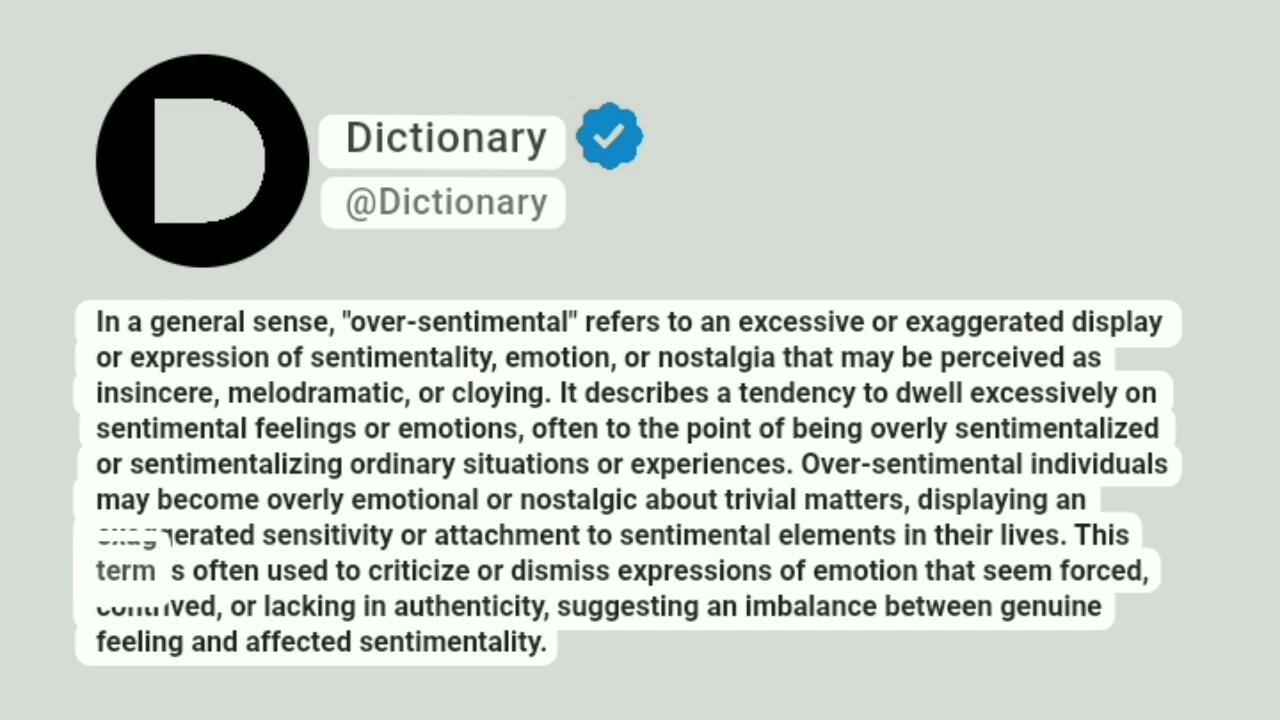 Dictionary
@Dictionary
In a general sense, "over-sentimental" refers to an excessive or exaggerated display
or expression of sentimentality, emotion, or nostalgia that may be perceived as
insincere, melodramatic, or cloying. It describes a tendency to dwell excessively on
sentimental feelings or emotions, often to the point of being overly sentimentalized
or sentimentalizing ordinary situations or experiences. Over-sentimental individuals
may become overly emotional or nostalgic about trivial matters, displaying an
exaggerated sensitivity or attachment to sentimental elements in their lives. This
term s often used to criticize or dismiss expressions of emotion that seem forced,
contrived, or lacking in authenticity, suggesting an imbalance between genuine
feeling and affected sentimentality.